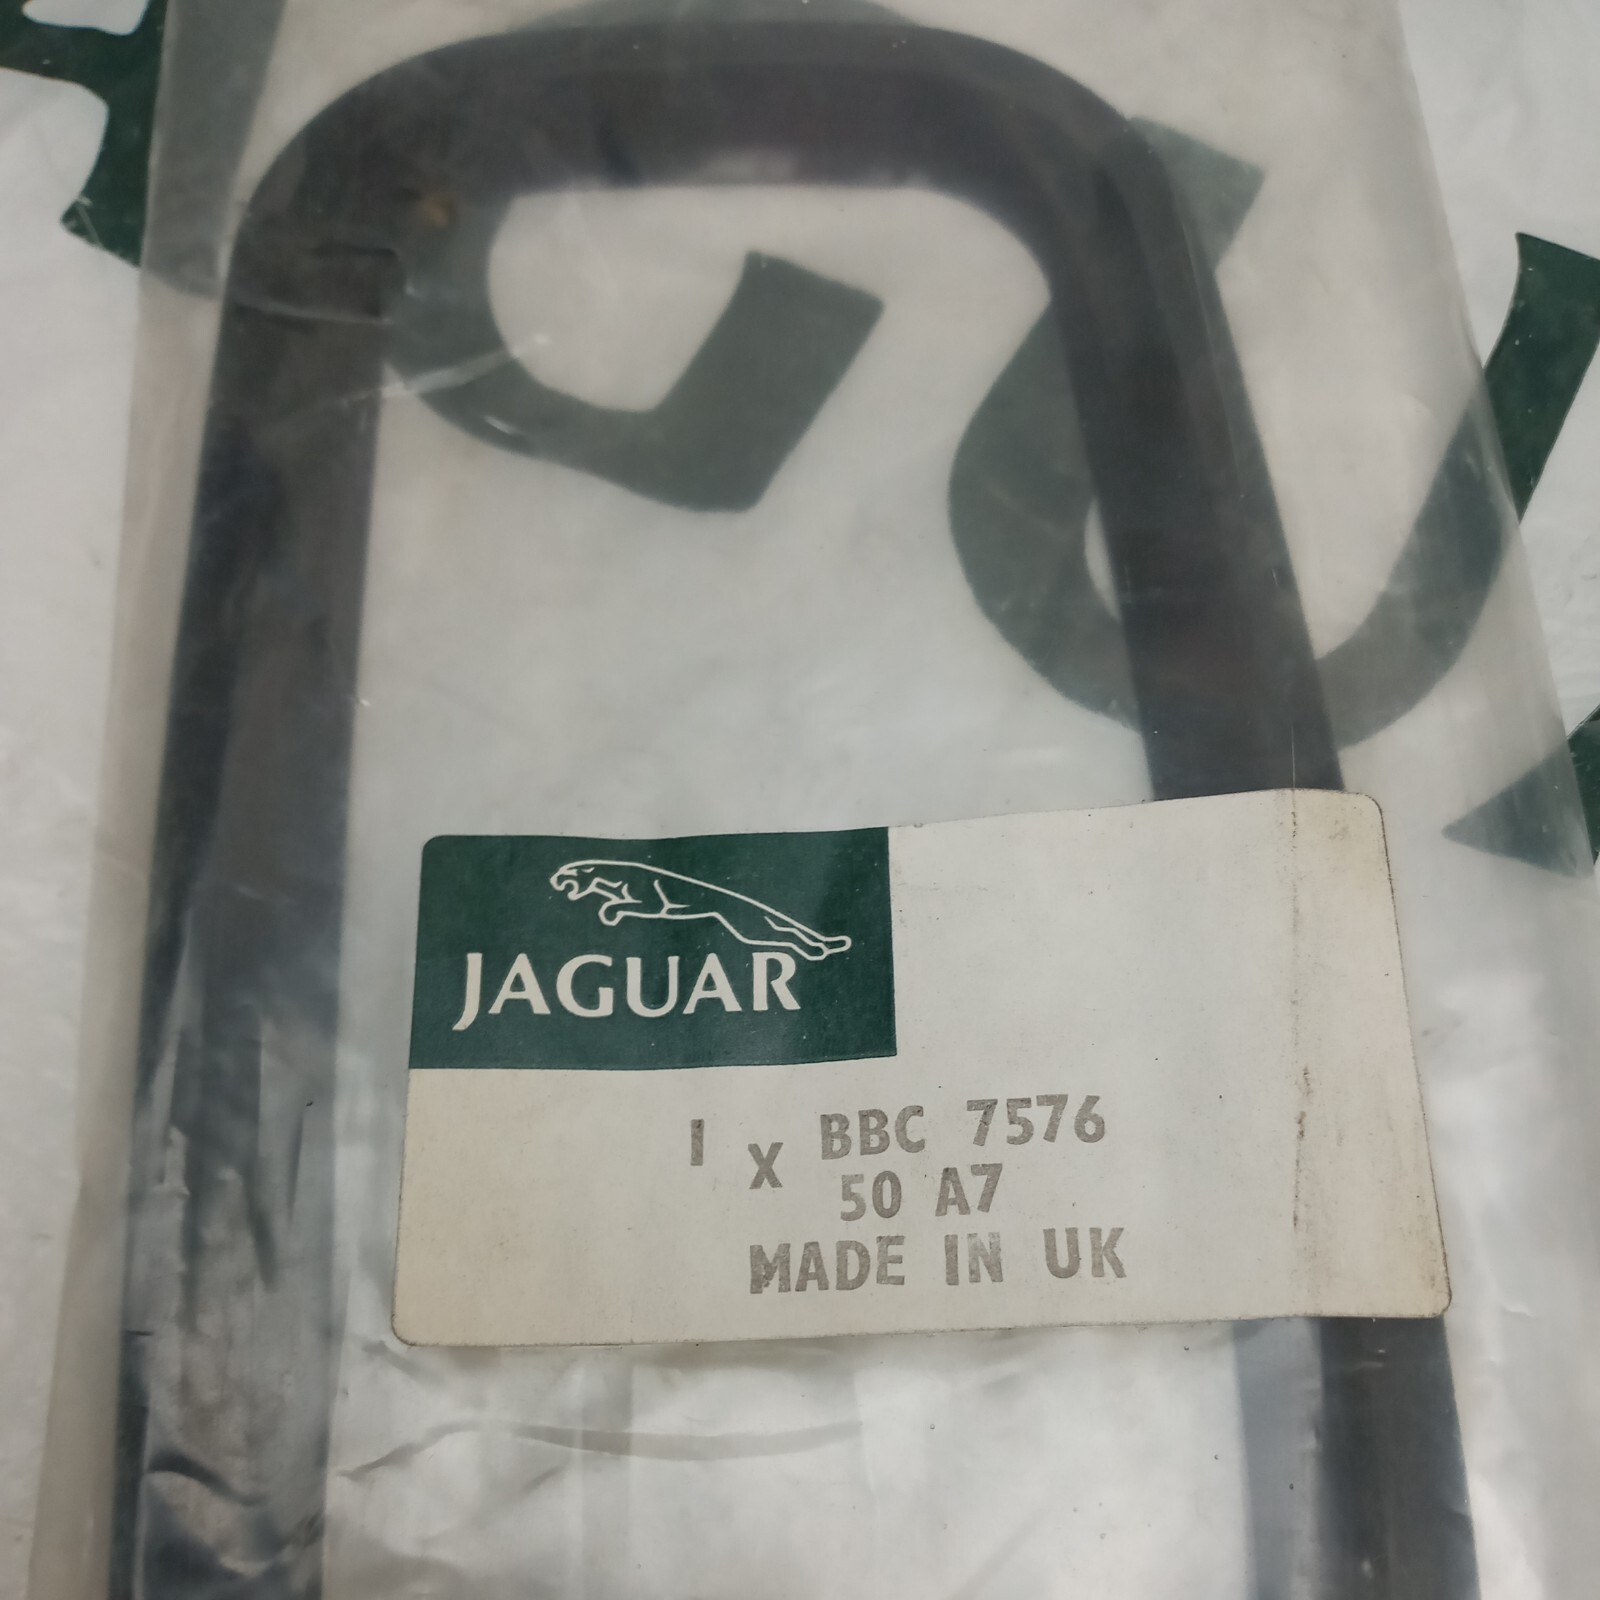 JAGUAR
1 x BBC 7576
50 A7
MADE IN UK